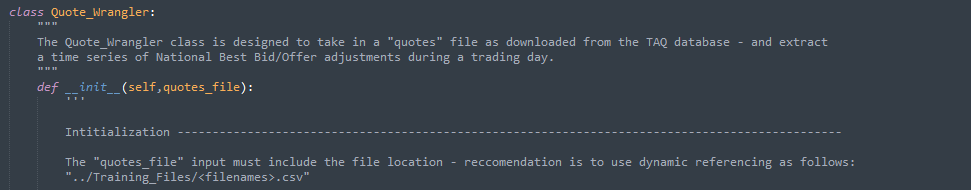 class Quote_Wrangler:
"""
The Quote_Wrangler class is designed to take in a "quotes" file as downloaded from the TAQ database - and extract
a time series of National Best Bid/Offer adjustments during a trading day.
"""
def __init__(self,quotes_file):
'''
Intitialization -----------------------------------------------------------------------------------------------
The "quotes_file" input must include the file location - reccomendation is to use dynamic referencing as follows:
"../Training_Files/<filenames>.csv"